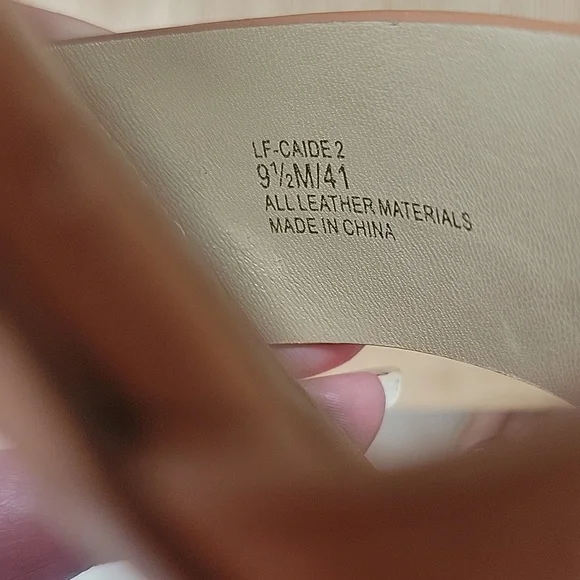 LF-CAIDE 2
9½M/41
ALL LEATHER MATERIALS
MADE IN CHINA